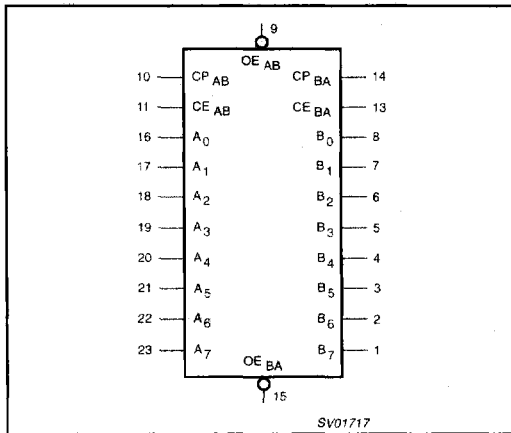 9
OE AB
10 CP AB CP BA 14
11 CE AB CE BA 13
16 A0 B0 8
17 A1 B1 7
18 A2 B2 6
19 A3 B3 5
20 A4 B4 4
21 A5 B5 3
22 A6 B6 2
23 A7 B7 1
OE BA
15
SV01717